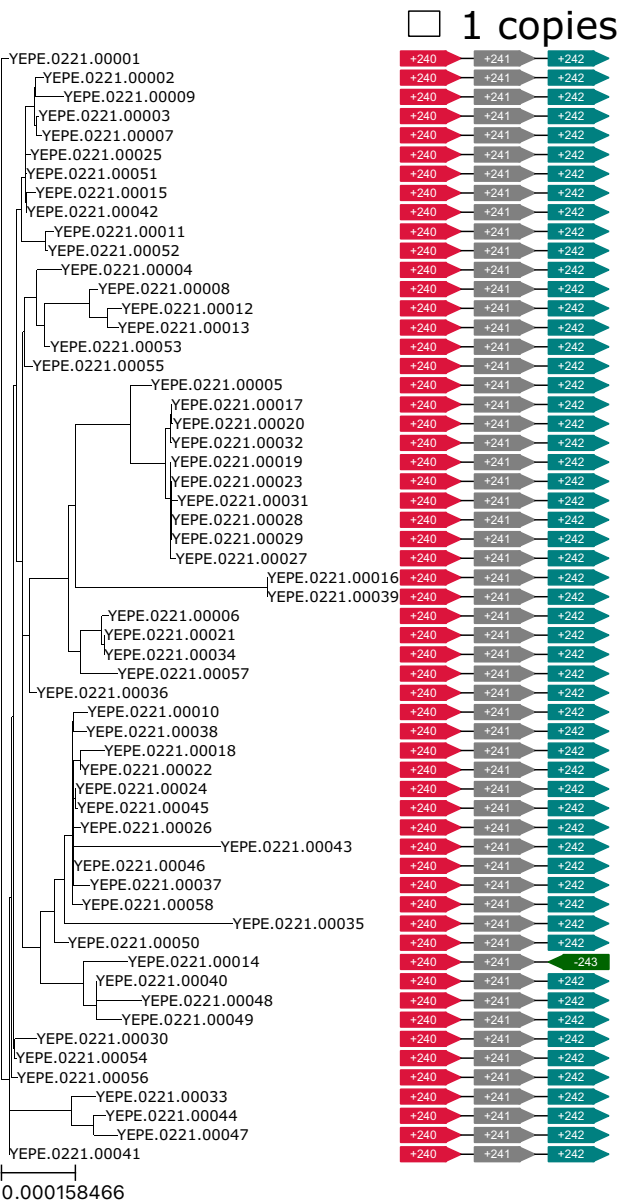 1 copies
YEPE.0221.00001 +240 +241 +242
YEPE.0221.00002 +240 +241 +242
YEPE.0221.00009 +240 +241 +242
YEPE.0221.00003 +240 +241 +242
YEPE.0221.00007 +240 +241 +242
YEPE.0221.00025 +240 +241 +242
YEPE.0221.00051 +240 +241 +242
YEPE.0221.00015 +240 +241 +242
YEPE.0221.00042 +240 +241 +242
YEPE.0221.00011 +240 +241 +242
YEPE.0221.00052 +240 +241 +242
YEPE.0221.00004 +240 +241 +242
YEPE.0221.00008 +240 +241 +242
YEPE.0221.00012 +240 +241 +242
YEPE.0221.00013 +240 +241 +242
YEPE.0221.00053 +240 +241 +242
YEPE.0221.00055 +240 +241 +242
YEPE.0221.00005 +240 +241 +242
YEPE.0221.00017 +240 +241 +242
YEPE.0221.00020 +240 +241 +242
YEPE.0221.00032 +240 +241 +242
YEPE.0221.00019 +240 +241 +242
YEPE.0221.00023 +240 +241 +242
YEPE.0221.00031 +240 +241 +242
YEPE.0221.00028 +240 +241 +242
YEPE.0221.00029 +240 +241 +242
YEPE.0221.00027 +240 +241 +242
YEPE.0221.00016 +240 +241 +242
YEPE.0221.00039 +240 +241 +242
YEPE.0221.00006 +240 +241 +242
YEPE.0221.00021 +240 +241 +242
YEPE.0221.00034 +240 +241 +242
YEPE.0221.00057 +240 +241 +242
YEPE.0221.00036 +240 +241 +242
YEPE.0221.00010 +240 +241 +242
YEPE.0221.00038 +240 +241 +242
YEPE.0221.00018 +240 +241 +242
YEPE.0221.00022 +240 +241 +242
YEPE.0221.00024 +240 +241 +242
YEPE.0221.00045 +240 +241 +242
YEPE.0221.00026 +240 +241 +242
YEPE.0221.00043 +240 +241 +242
YEPE.0221.00046 +240 +241 +242
YEPE.0221.00037 +240 +241 +242
YEPE.0221.00058 +240 +241 +242
YEPE.0221.00035 +240 +241 +242
YEPE.0221.00050 +240 +241 +242
YEPE.0221.00014 +240 +241 -243
YEPE.0221.00040 +240 +241 +242
YEPE.0221.00048 +240 +241 +242
YEPE.0221.00049 +240 +241 +242
YEPE.0221.00030 +240 +241 +242
YEPE.0221.00054 +240 +241 +242
YEPE.0221.00056 +240 +241 +242
YEPE.0221.00033 +240 +241 +242
YEPE.0221.00044 +240 +241 +242
YEPE.0221.00047 +240 +241 +242
YEPE.0221.00041 +240 +241 +242
0.000158466